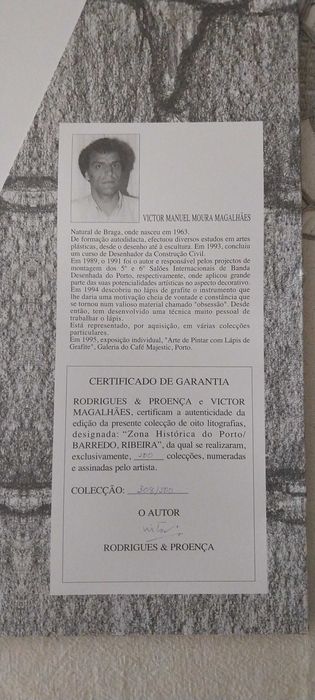 VICTOR MANUEL MOURA MAGALHÃES
Natural de Braga, onde nasceu em 1963.
De formação autodidacta, efectuou diversos estudos em artes
plásticas, desde o desenho até à escultura. Em 1993, concluiu
um curso de Desenhador da Construção Civil.
Em 1989, o 1991 foi o autor e responsável pelos projectos de
montagem dos 5º e 6º Salões Internacionais de Banda
Desenhada do Porto, respectivamente, onde aplicou grande
parte das suas potencialidades artísticas no aspecto decorativo.
Em 1994 descobriu no lápis de grafite o instrumento que
lhe daria uma motivação cheia de vontade e constância que
se tornou num valioso material chamado "obsessão". Desde
então, tem desenvolvido uma técnica muito pessoal de
trabalhar o lápis.
Está representado, por aquisição, em várias colecções
particulares.
Em 1995, exposição individual, "Arte de Pintar com Lápis de
Grafite", Galeria do Café Majestic, Porto.
CERTIFICADO DE GARANTIA
RODRIGUES & PROENÇA e VICTOR
MAGALHÃES, certificam a autenticidade da
edição da presente colecção de oito litografias,
designada: "Zona Histórica do Porto/
BARREDO, RIBEIRA", da qual se realizaram,
exclusivamente, 500 colecções, numeradas
e assinadas pelo artista.
COLECÇÃO: 308/500
O AUTOR
RODRIGUES & PROENÇA